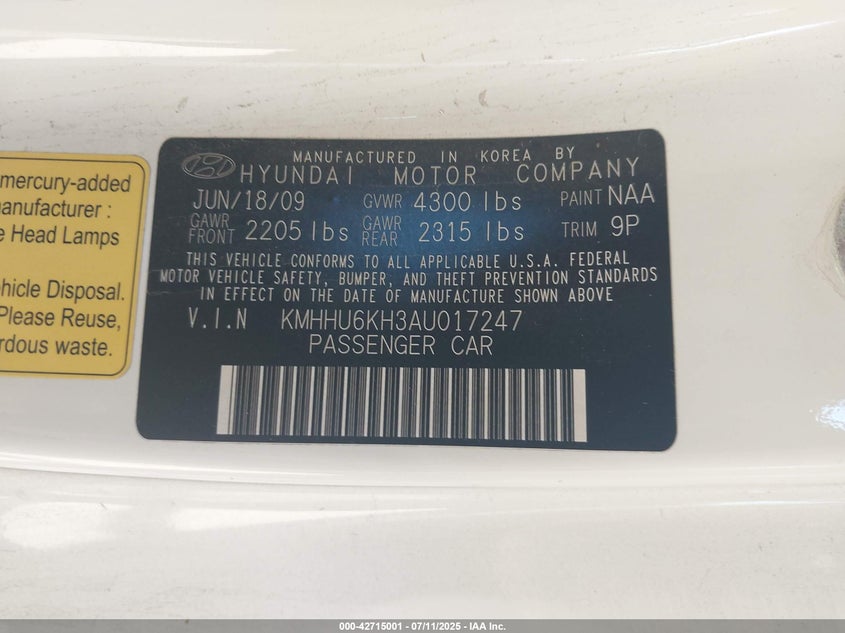 mercury-added
manufacturer :
e Head Lamps
ehicle Disposal.
Please Reuse,
rdous waste.
MANUFACTURED IN KOREA BY
HYUNDAI MOTOR COMPANY
JUN/18/09 GVWR 4300 lbs PAINT NAA
GAWR FRONT 2205 lbs GAWR REAR 2315 lbs TRIM 9P
THIS VEHICLE CONFORMS TO ALL APPLICABLE U.S.A. FEDERAL
MOTOR VEHICLE SAFETY, BUMPER, AND THEFT PREVENTION STANDARDS
IN EFFECT ON THE DATE OF MANUFACTURE SHOWN ABOVE
V.I.N KMHHU6KH3AU017247
PASSENGER CAR
000-42715001 - 07/11/2025 - IAA Inc.